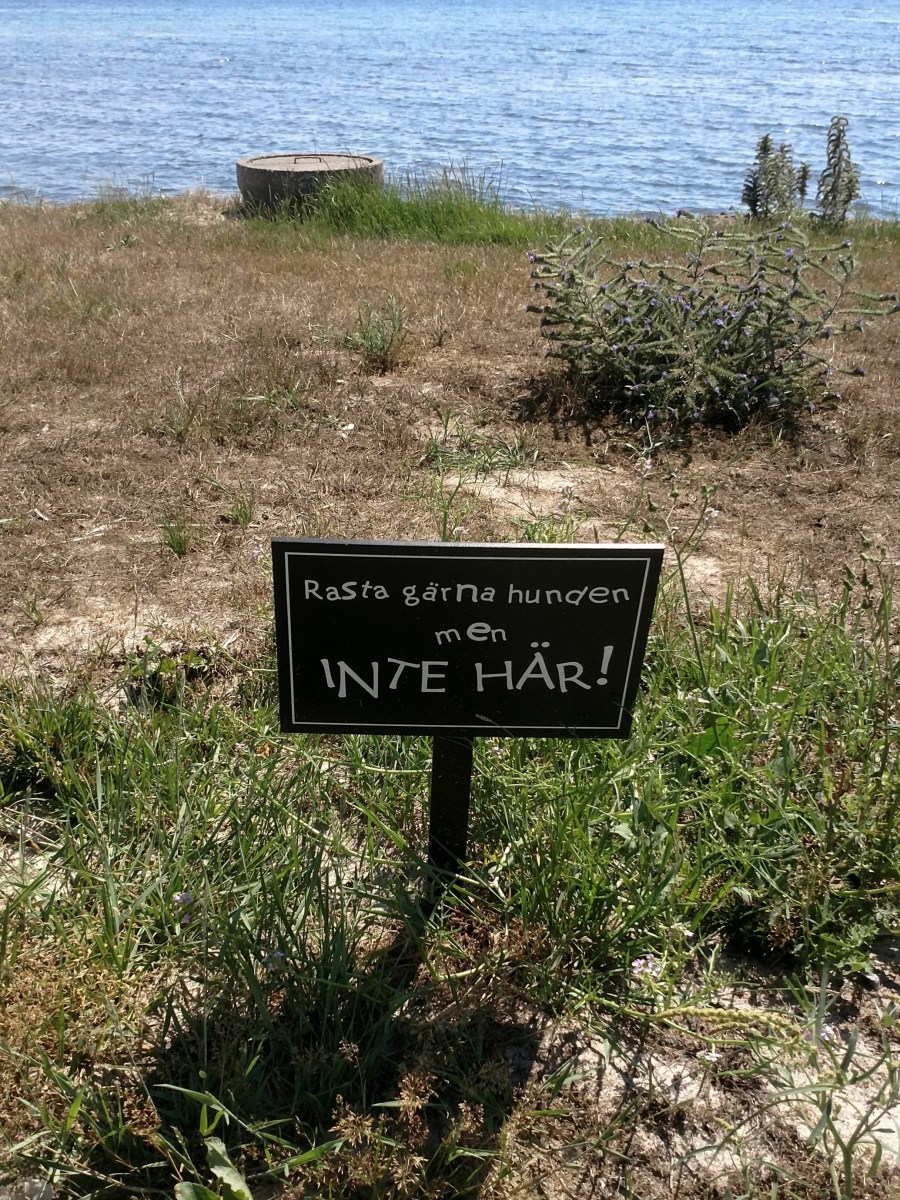 Rasta gärna hunden
men
INTE HÄR!